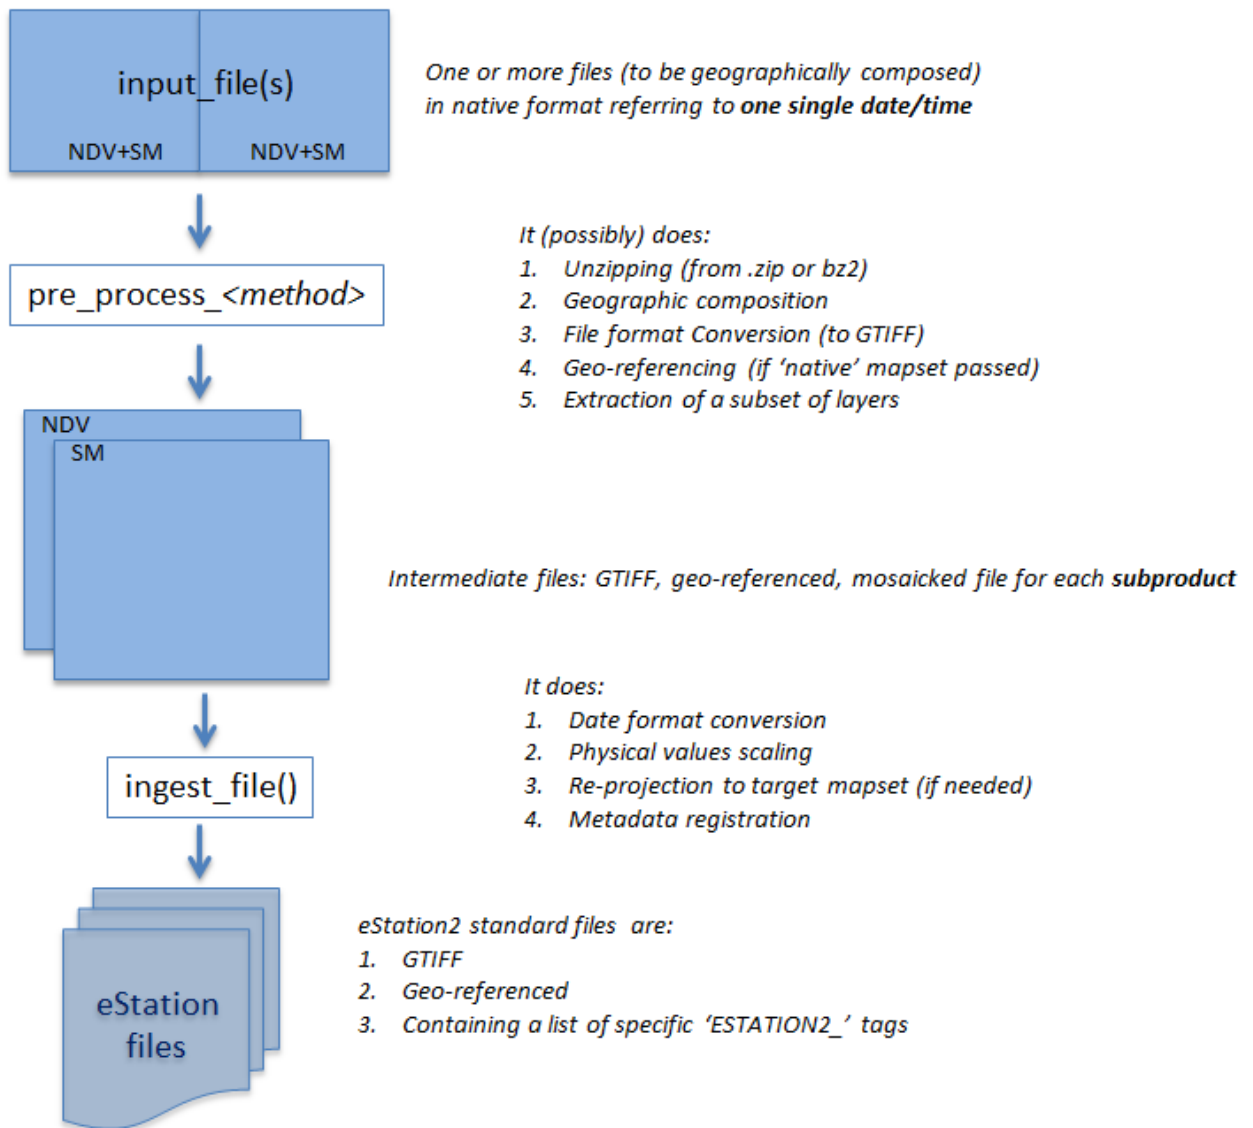 input_file(s)
NDV+SM NDV+SM
One or more files (to be geographically composed)
in native format referring to one single date/time
pre_process_<method>
It (possibly) does:
1. Unzipping (from .zip or bz2)
2. Geographic composition
3. File format Conversion (to GTIFF)
4. Geo-referencing (if ‘native’ mapset passed)
5. Extraction of a subset of layers
NDV
SM
Intermediate files: GTIFF, geo-referenced, mosaicked file for each subproduct
ingest_file()
It does:
1. Date format conversion
2. Physical values scaling
3. Re-projection to target mapset (if needed)
4. Metadata registration
eStation
files
eStation2 standard files are:
1. GTIFF
2. Geo-referenced
3. Containing a list of specific ‘ESTATION2_’ tags